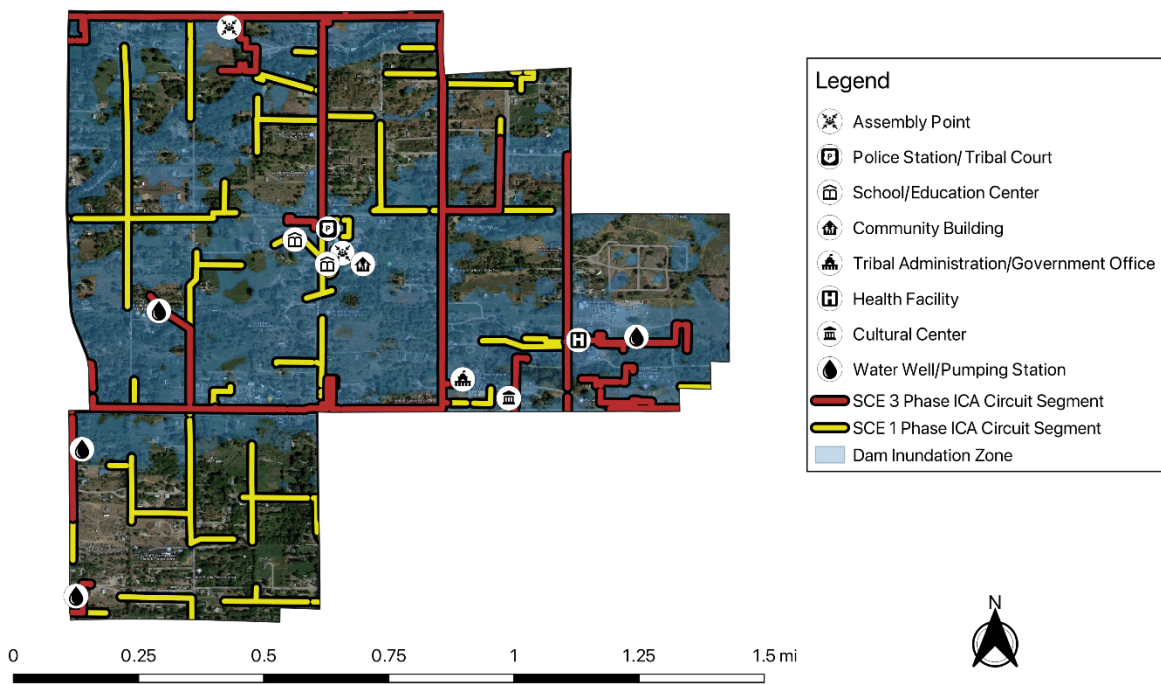 Legend
Assembly Point
P
Police Station/ Tribal Court
School/Education Center
Community Building
Tribal Administration/Government Office
H
Health Facility
Cultural Center
Water Well/Pumping Station
SCE 3 Phase ICA Circuit Segment
SCE 1 Phase ICA Circuit Segment
Dam Inundation Zone
P
H
N
0 0.25 0.5 0.75 1 1.25 1.5 mi